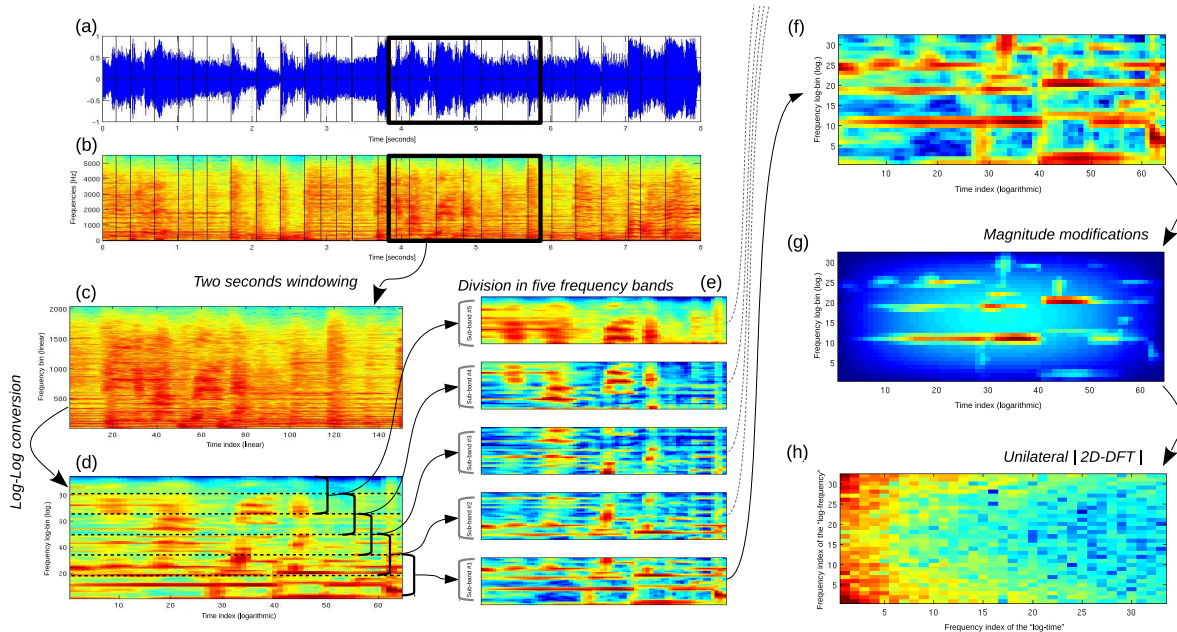 (a)
1
0.5
0
−0.5
−1
0 1 2 3 4 5 6 7 8
Time [seconds]
(b)
5000
4000
3000
2000
1000
0
Frequencies [Hz]
0 1 2 3 4 5 6 7 8
Time [seconds]
Two seconds windowing
(c)
2000
1500
1000
500
Frequency bin (linear)
20 40 60 80 100 120 140
Time index (linear)
Log-Log conversion
(d)
40
20
Frequency log-bin (log.)
10 20 30 40 50 60
Time index (logarithmic)
Division in five frequency bands
(e)
Sub-band #5
Sub-band #4
Sub-band #3
Sub-band #2
Sub-band #1
(f)
30
25
20
15
10
5
Frequency log-bin (log.)
10 20 30 40 50 60
Time index (logarithmic)
Magnitude modifications
(g)
30
25
20
15
10
5
Frequency log-bin (log.)
10 20 30 40 50 60
Time index (logarithmic)
Unilateral | 2D-DFT |
(h)
30
25
20
15
10
5
Frequency index of the "log-frequency"
5 10 15 20 25 30
Frequency index of the "log-time"